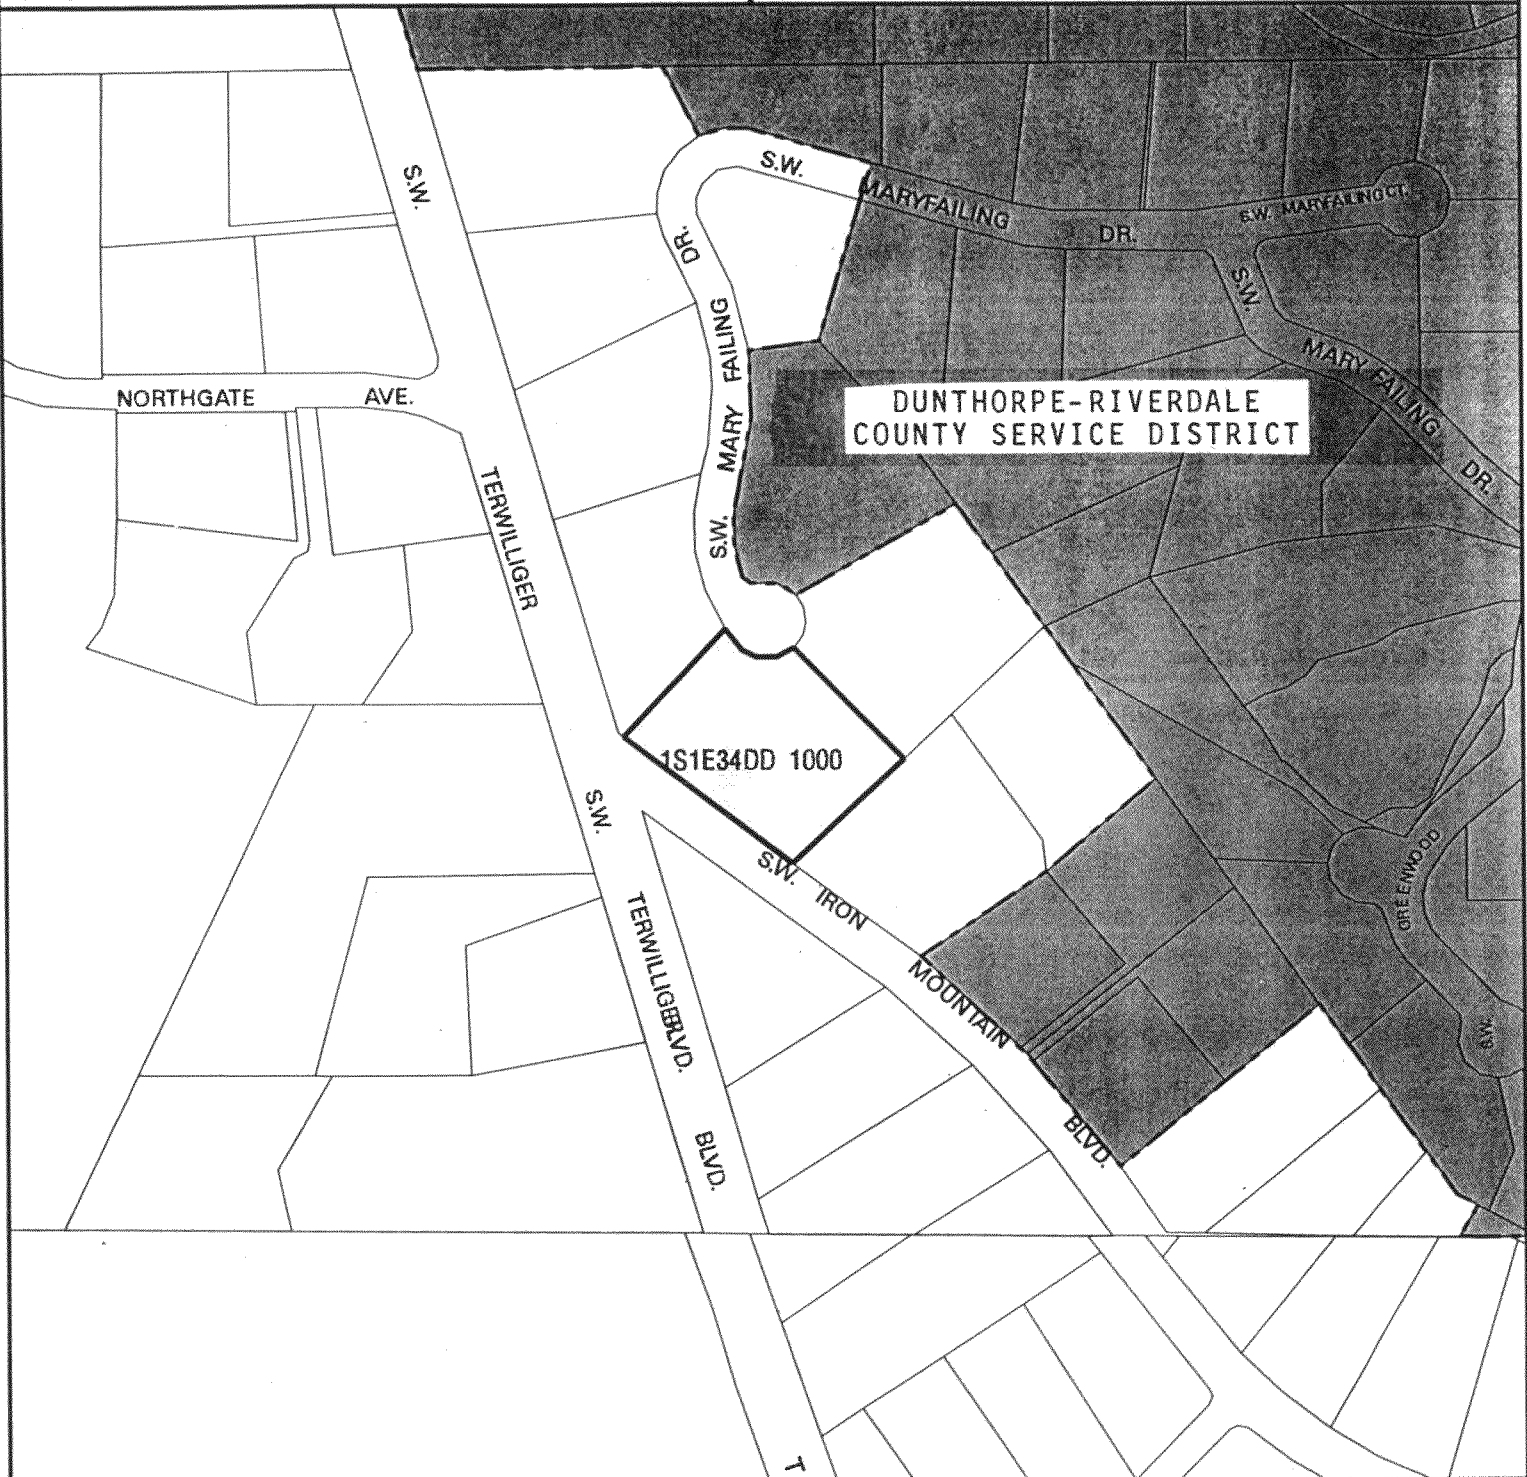 S.W.
S.W.
MARYFAILING
DR.
S.W. MARYFAILING CT.
DR.
S.W.
MARY FAILING
DR.
MARY FAILING
S.W.
NORTHGATE AVE.
DUNTHORPE-RIVERDALE
COUNTY SERVICE DISTRICT
TERWILLIGER
1S1E34DD 1000
S.W.
S.W. IRON
MOUNTAIN
BLVD.
GREENWOOD
S.W.
TERWILLIGER
BLVD.
BLVD.
T